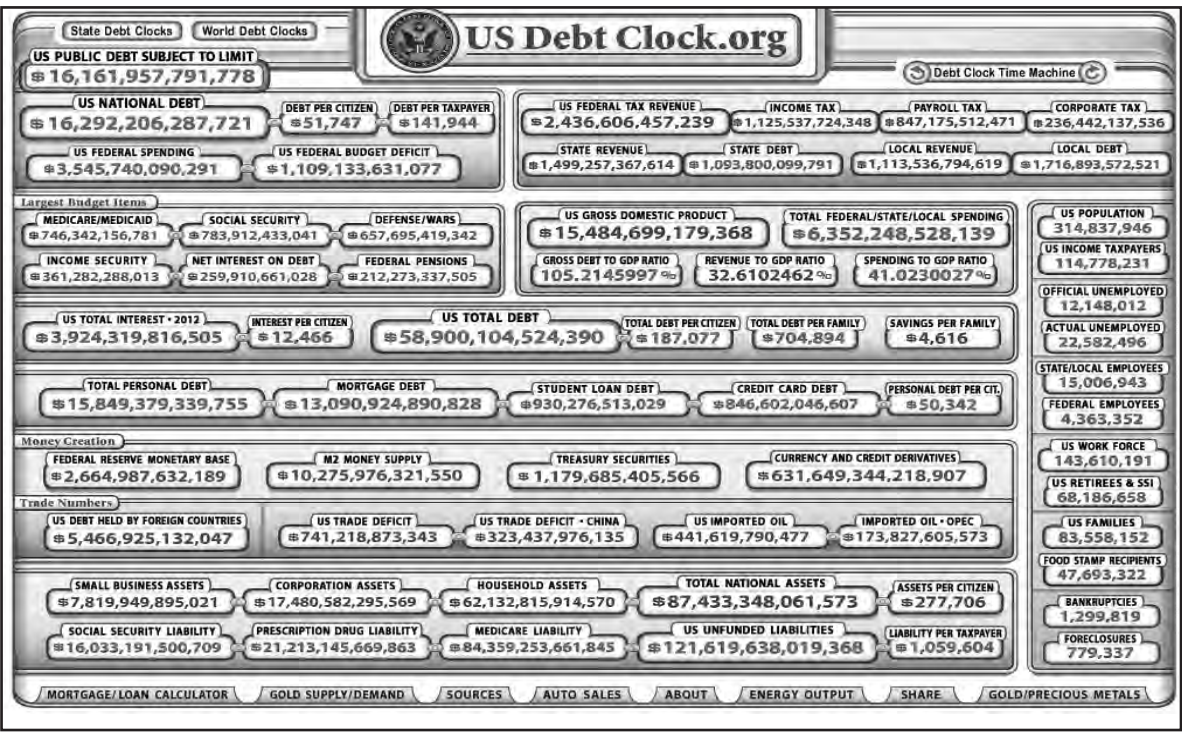 State Debt Clocks World Debt Clocks
US Debt Clock.org
Debt Clock Time Machine
US PUBLIC DEBT SUBJECT TO LIMIT
$16,161,957,791,778
US NATIONAL DEBT DEBT PER CITIZEN DEBT PER TAXPAYER
$16,292,206,287,721 $51,747 $141,944
US FEDERAL SPENDING US FEDERAL BUDGET DEFICIT
$3,545,740,090,291 $1,109,133,631,077
US FEDERAL TAX REVENUE INCOME TAX PAYROLL TAX CORPORATE TAX
$2,436,606,457,239 $1,125,537,724,348 $847,175,512,471 $236,442,137,536
STATE REVENUE STATE DEBT LOCAL REVENUE LOCAL DEBT
$1,499,257,367,614 $1,093,800,099,791 $1,113,536,794,619 $1,716,893,572,521
Largest Budget Items
MEDICARE/MEDICAID SOCIAL SECURITY DEFENSE/WARS
$746,342,156,781 $783,912,433,041 $657,695,419,342
INCOME SECURITY NET INTEREST ON DEBT FEDERAL PENSIONS
$361,282,288,013 $259,910,661,028 $212,273,337,505
US GROSS DOMESTIC PRODUCT TOTAL FEDERAL/STATE/LOCAL SPENDING
$15,484,699,179,368 $6,352,248,528,139
GROSS DEBT TO GDP RATIO REVENUE TO GDP RATIO SPENDING TO GDP RATIO
105.2145997% 32.6102462% 41.0230027%
US TOTAL INTEREST • 2012 INTEREST PER CITIZEN US TOTAL DEBT TOTAL DEBT PER CITIZEN TOTAL DEBT PER FAMILY SAVINGS PER FAMILY
$3,924,319,816,505 $12,466 $58,900,104,524,390 $187,077 $704,894 $4,616
TOTAL PERSONAL DEBT MORTGAGE DEBT STUDENT LOAN DEBT CREDIT CARD DEBT PERSONAL DEBT PER CIT.
$15,849,379,339,755 $13,090,924,890,828 $930,276,513,029 $846,602,046,607 $50,342
Money Creation
FEDERAL RESERVE MONETARY BASE M2 MONEY SUPPLY TREASURY SECURITIES CURRENCY AND CREDIT DERIVATIVES
$2,664,987,632,189 $10,275,976,321,550 $1,179,685,405,566 $631,649,344,218,907
Trade Numbers
US DEBT HELD BY FOREIGN COUNTRIES US TRADE DEFICIT US TRADE DEFICIT • CHINA US IMPORTED OIL IMPORTED OIL • OPEC
$5,466,925,132,047 $741,218,873,343 $323,437,976,135 $441,619,790,477 $173,827,605,573
SMALL BUSINESS ASSETS CORPORATION ASSETS HOUSEHOLD ASSETS TOTAL NATIONAL ASSETS ASSETS PER CITIZEN
$7,819,949,895,021 $17,480,582,295,569 $62,132,815,914,570 $87,433,348,061,573 $277,706
SOCIAL SECURITY LIABILITY PRESCRIPTION DRUG LIABILITY MEDICARE LIABILITY US UNFUNDED LIABILITIES LIABILITY PER TAXPAYER
$16,033,191,500,709 $21,213,145,669,863 $84,359,253,661,845 $121,619,638,019,368 $1,059,604
US POPULATION
314,837,946
US INCOME TAXPAYERS
114,778,231
OFFICIAL UNEMPLOYED
12,148,012
ACTUAL UNEMPLOYED
22,582,496
STATE/LOCAL EMPLOYEES
15,006,943
FEDERAL EMPLOYEES
4,363,352
US WORK FORCE
143,610,191
US RETIREES & SSI
68,186,658
US FAMILIES
83,558,152
FOOD STAMP RECIPIENTS
47,693,322
BANKRUPTCIES
1,299,819
FORECLOSURES
779,337
MORTGAGE/LOAN CALCULATOR GOLD SUPPLY/DEMAND SOURCES AUTO SALES ABOUT ENERGY OUTPUT SHARE GOLD/PRECIOUS METALS